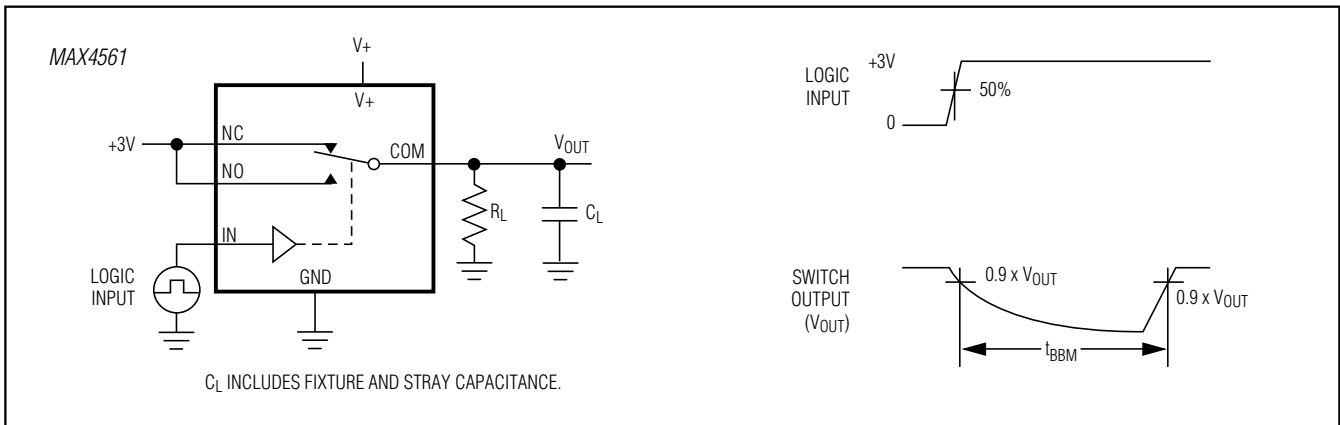 MAX4561
V+
V+
+3V
NC
NO
COM
VOUT
RL
CL
IN
LOGIC
INPUT
GND
CL INCLUDES FIXTURE AND STRAY CAPACITANCE.
LOGIC
INPUT
+3V
50%
0
SWITCH
OUTPUT
(VOUT)
0.9 x VOUT
0.9 x VOUT
tBBM